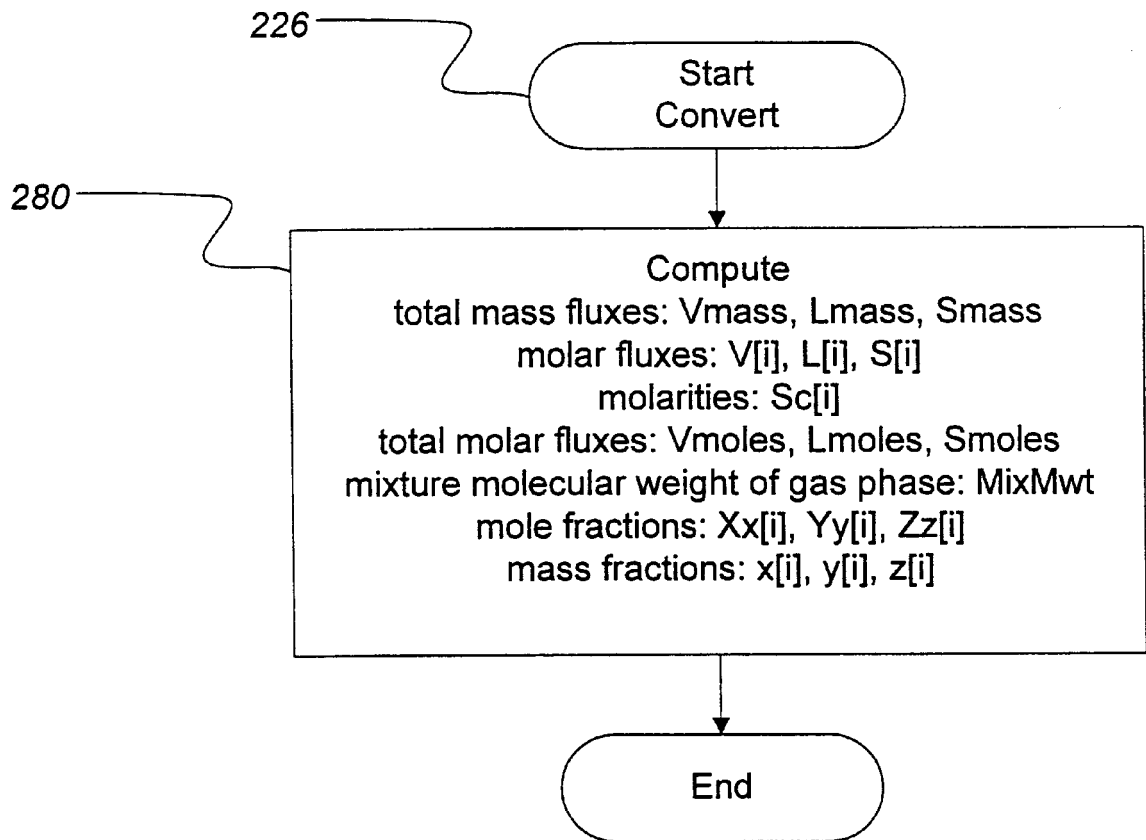 226
Start
Convert
280
Compute
total mass fluxes: Vmass, Lmass, Smass
molar fluxes: V[i], L[i], S[i]
molarities: Sc[i]
total molar fluxes: Vmoles, Lmoles, Smoles
mixture molecular weight of gas phase: MixMwt
mole fractions: Xx[i], Yy[i], Zz[i]
mass fractions: x[i], y[i], z[i]
End